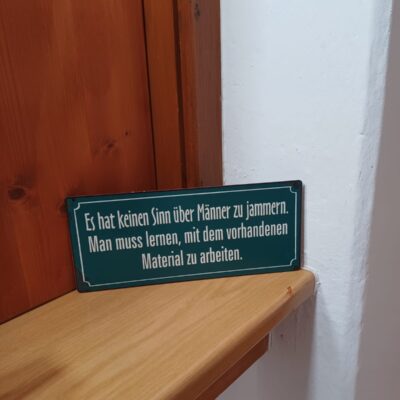 Es hat keinen Sinn über Männer zu jammern.
Man muss lernen, mit dem vorhandenen
Material zu arbeiten.